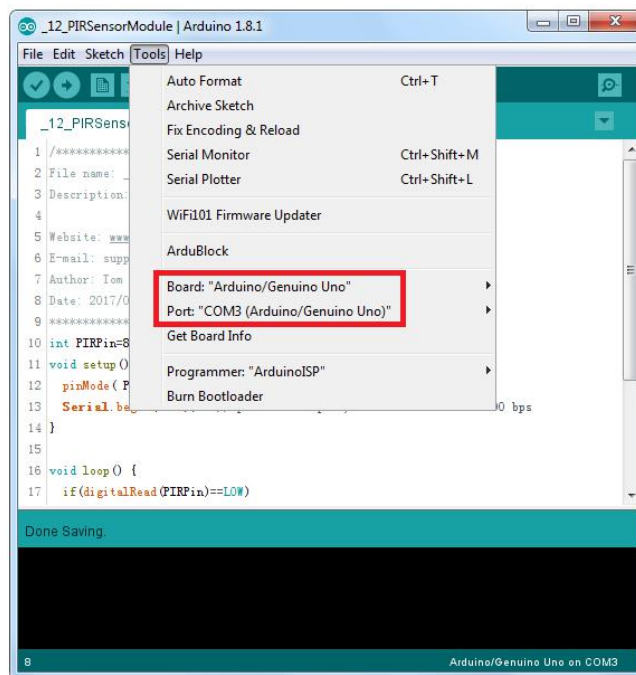 _12_PIRSensorModule | Arduino 1.8.1
File Edit Sketch Tools Help
Auto Format Ctrl+T
Archive Sketch
Fix Encoding & Reload
Serial Monitor Ctrl+Shift+M
Serial Plotter Ctrl+Shift+L
WiFi101 Firmware Updater
ArduBlock
Board: "Arduino/Genuino Uno"
Port: "COM3 (Arduino/Genuino Uno)"
Get Board Info
Programmer: "ArduinoISP"
Burn Bootloader
_12_PIRSens
1 /***********
2 File name: _
3 Description:
4
5 Website: www
6 E-mail: supp
7 Author: Tom
8 Date: 2017/0
9 ************
10 int PIRPin=8
11 void setup()
12 pinMode( P
13 Serial.be 00 bps
14 }
15
16 void loop() {
17 if(digitalRead(PIRPin)==LOW)
Done Saving.
8 Arduino/Genuino Uno on COM3